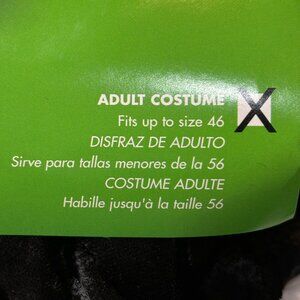 ADULT COSTUME
Fits up to size 46
DISFRAZ DE ADULTO
Sirve para tallas menores de la 56
COSTUME ADULTE
Habille jusqu'à la taille 56